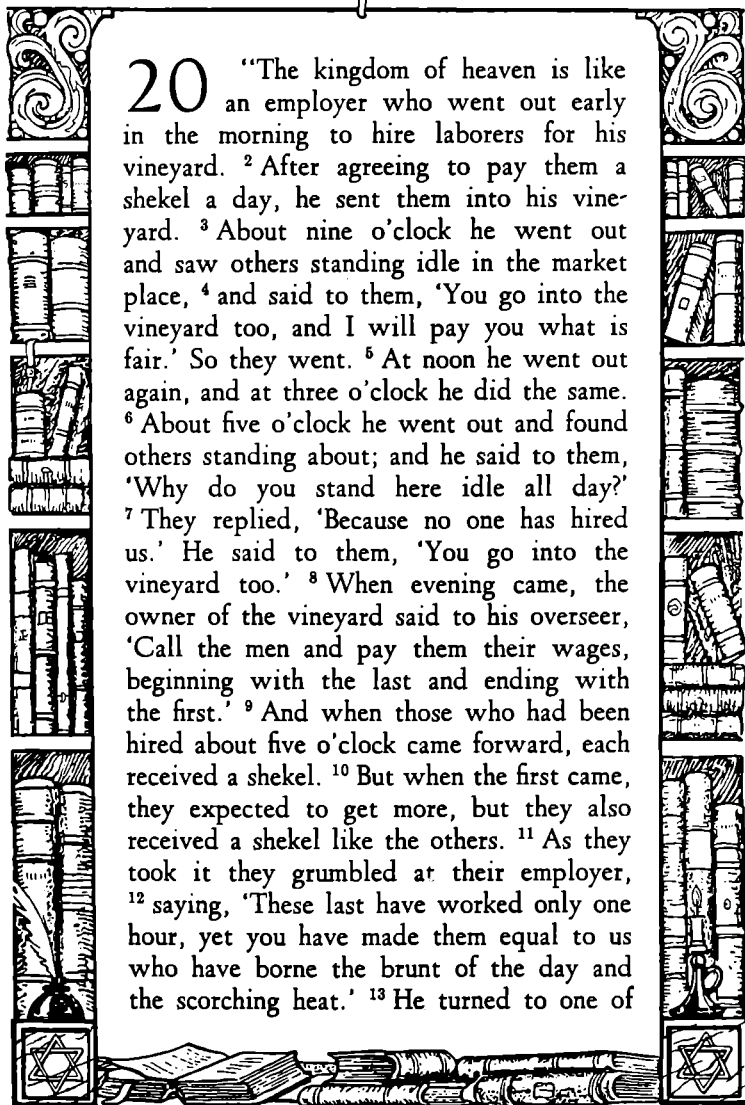 20 "The kingdom of heaven is like
an employer who went out early
in the morning to hire laborers for his
vineyard. ² After agreeing to pay them a
shekel a day, he sent them into his vine-
yard. ³ About nine o'clock he went out
and saw others standing idle in the market
place, ⁴ and said to them, 'You go into the
vineyard too, and I will pay you what is
fair.' So they went. ⁵ At noon he went out
again, and at three o'clock he did the same.
⁶ About five o'clock he went out and found
others standing about; and he said to them,
'Why do you stand here idle all day?'
⁷ They replied, 'Because no one has hired
us.' He said to them, 'You go into the
vineyard too.' ⁸ When evening came, the
owner of the vineyard said to his overseer,
'Call the men and pay them their wages,
beginning with the last and ending with
the first.' ⁹ And when those who had been
hired about five o'clock came forward, each
received a shekel. ¹⁰ But when the first came,
they expected to get more, but they also
received a shekel like the others. ¹¹ As they
took it they grumbled at their employer,
¹² saying, 'These last have worked only one
hour, yet you have made them equal to us
who have borne the brunt of the day and
the scorching heat.' ¹³ He turned to one of